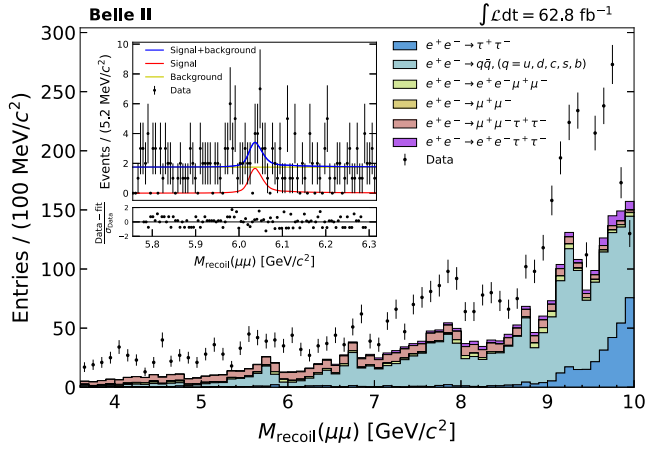 Belle II
∫ℒdt = 62.8 fb⁻¹
Entries / (100 MeV/c²)
300
250
200
150
100
50
0
4
5
6
7
8
9
10
M_recoil(μμ) [GeV/c²]
Events / (5.2 MeV/c²)
10
8
6
4
2
0
Signal+background
Signal
Background
Data
Data − fit
σ_Data
2
0
−2
5.8
5.9
6.0
6.1
6.2
6.3
M_recoil(μμ) [GeV/c²]
e⁺e⁻→τ⁺τ⁻
e⁺e⁻→qq̄, (q = u, d, c, s, b)
e⁺e⁻→e⁺e⁻μ⁺μ⁻
e⁺e⁻→μ⁺μ⁻
e⁺e⁻→μ⁺μ⁻τ⁺τ⁻
e⁺e⁻→e⁺e⁻τ⁺τ⁻
Data